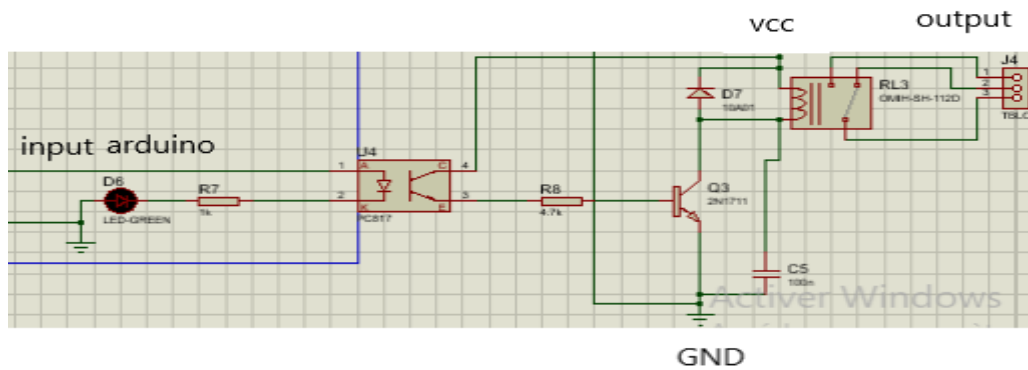 vcc
output
J4
1
2
3
TBLO
RL3
OMIH-SH-112D
D7
10A01
input arduino
U4
1
A
C
4
2
K
E
3
PC817
D6
LED-GREEN
R7
1k
R8
4.7k
Q3
2N1711
C5
100n
Activer Windows
GND